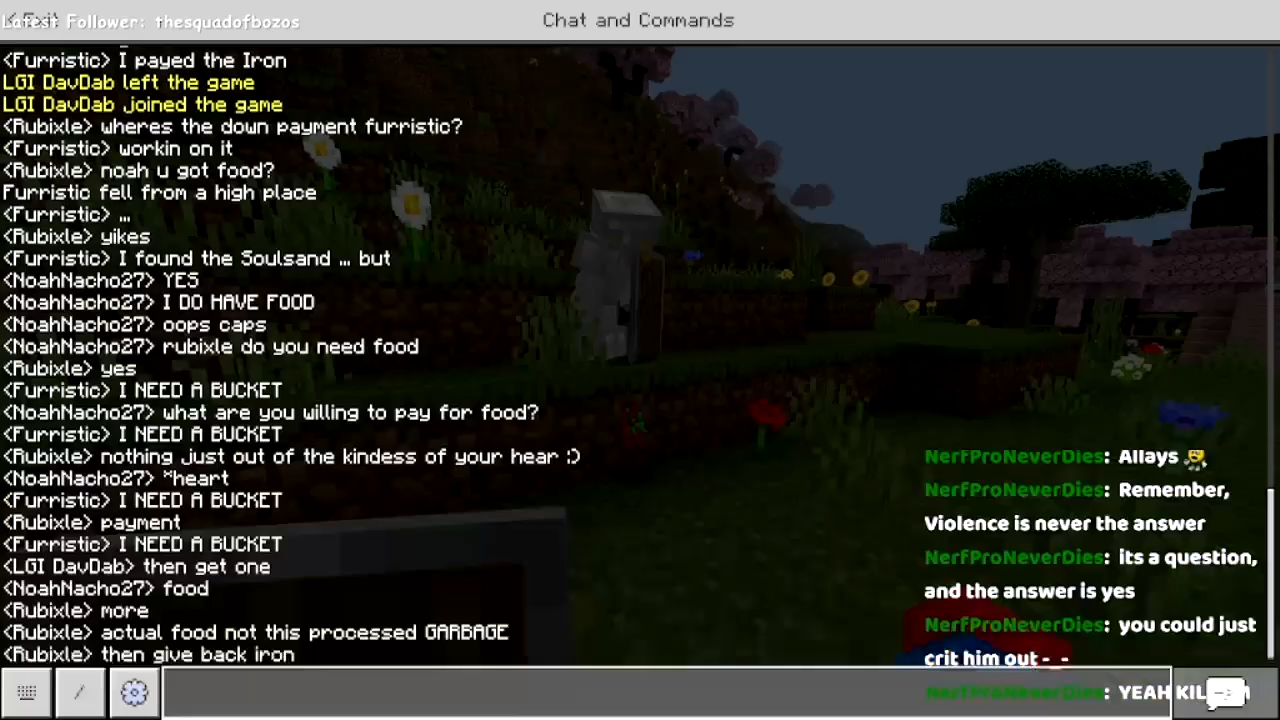 Latest Follower: thesquadofbozos
Chat and Commands
<Furristic> I payed the Iron
LGI DavDab left the game
LGI DavDab joined the game
<Rubixle> wheres the down payment furristic?
<Furristic> workin on it
<Rubixle> noah u got food?
Furristic fell from a high place
<Furristic> ...
<Rubixle> yikes
<Furristic> I found the Soulsand ... but
<NoahNacho27> YES
<NoahNacho27> I DO HAVE FOOD
<NoahNacho27> oops caps
<NoahNacho27> rubixle do you need food
<Rubixle> yes
<Furristic> I NEED A BUCKET
<NoahNacho27> what are you willing to pay for food?
<Furristic> I NEED A BUCKET
<Rubixle> nothing just out of the kindess of your hear :)
<NoahNacho27> *heart
<Furristic> I NEED A BUCKET
<Rubixle> payment
<Furristic> I NEED A BUCKET
<LGI DavDab> then get one
<NoahNacho27> food
<Rubixle> more
<Rubixle> actual food not this processed GARBAGE
<Rubixle> then give back iron
NerfProNeverDies: Allays
NerfProNeverDies: Remember,
Violence is never the answer
NerfProNeverDies: its a question,
and the answer is yes
NerfProNeverDies: you could just
crit him out -_-
NerfProNeverDies: YEAH